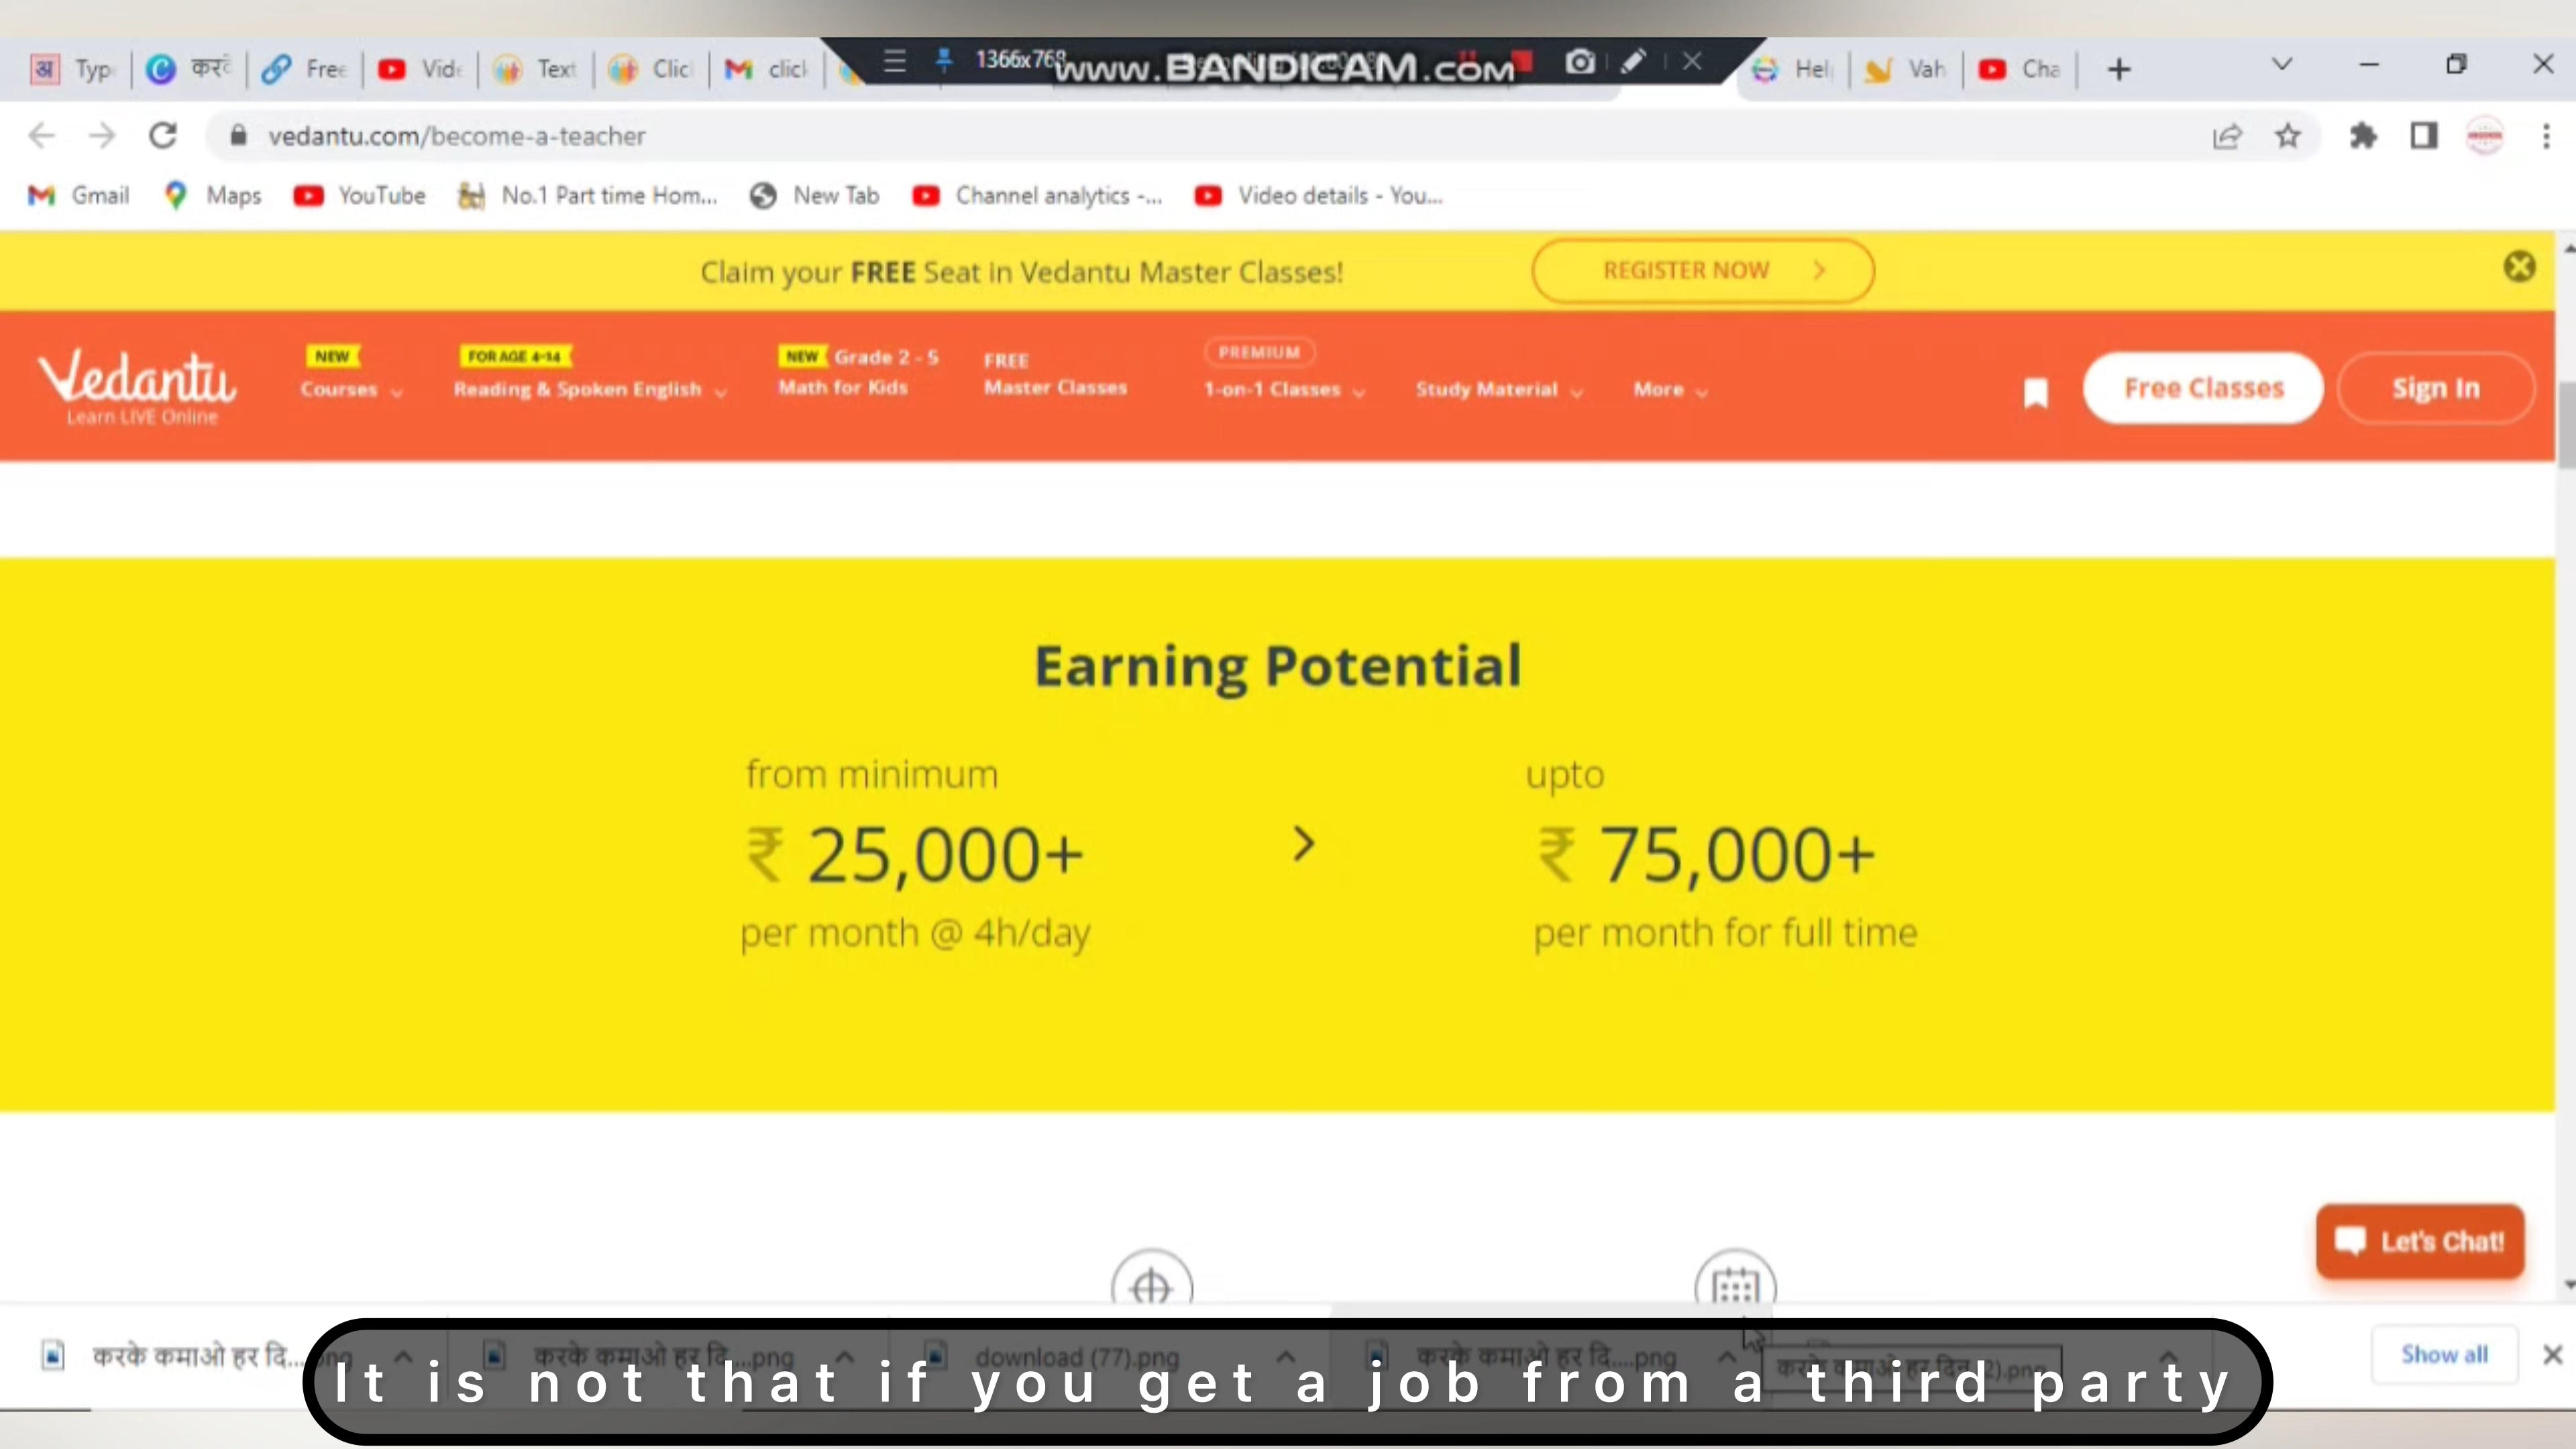 Typ करवे Free Vide Text Clic click Hel Vah Cha
1366x768 www.BANDICAM.com
vedantu.com/become-a-teacher
Gmail Maps YouTube No.1 Part time Hom... New Tab Channel analytics -... Video details - You...
Claim your FREE Seat in Vedantu Master Classes! REGISTER NOW
Vedantu
Learn LIVE Online
NEW
Courses
FOR AGE 4-14
Reading & Spoken English
NEW Grade 2 - 5
Math for Kids
FREE
Master Classes
PREMIUM
1-on-1 Classes
Study Material
More
Free Classes
Sign In
Earning Potential
from minimum
₹ 25,000+
per month @ 4h/day
upto
₹ 75,000+
per month for full time
Let's Chat!
करके कमाओ हर दि....png करके कमाओ हर दि....png download (77).png करके कमाओ हर दि....png Show all
It is not that if you get a job from a third party